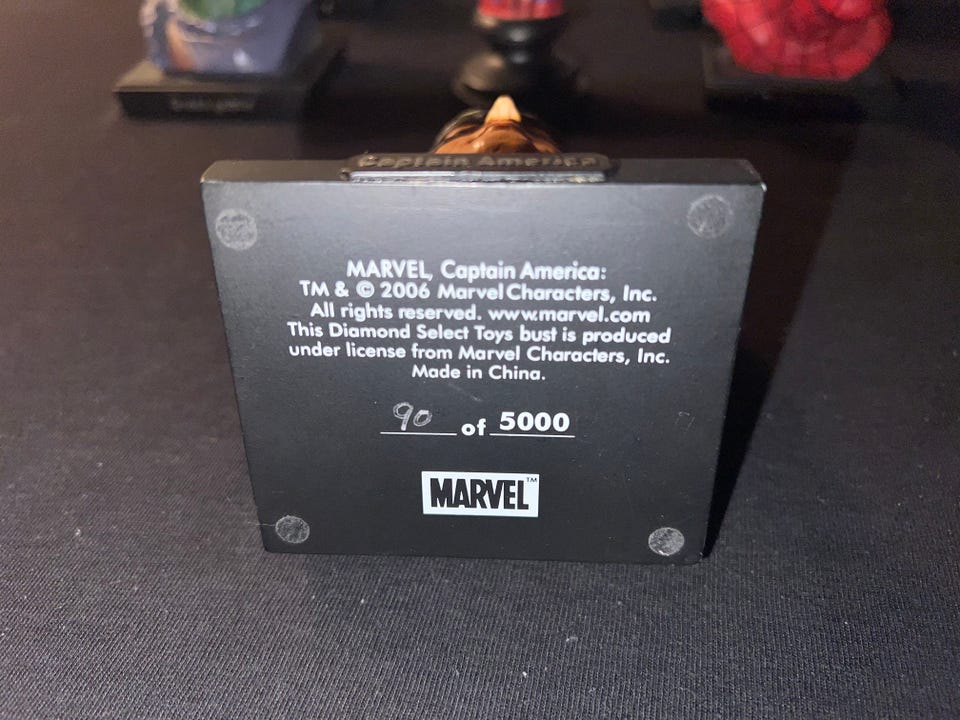 Captain America
MARVEL, Captain America:
TM & © 2006 Marvel Characters, Inc.
All rights reserved. www.marvel.com
This Diamond Select Toys bust is produced
under license from Marvel Characters, Inc.
Made in China.
90 of 5000
MARVEL™